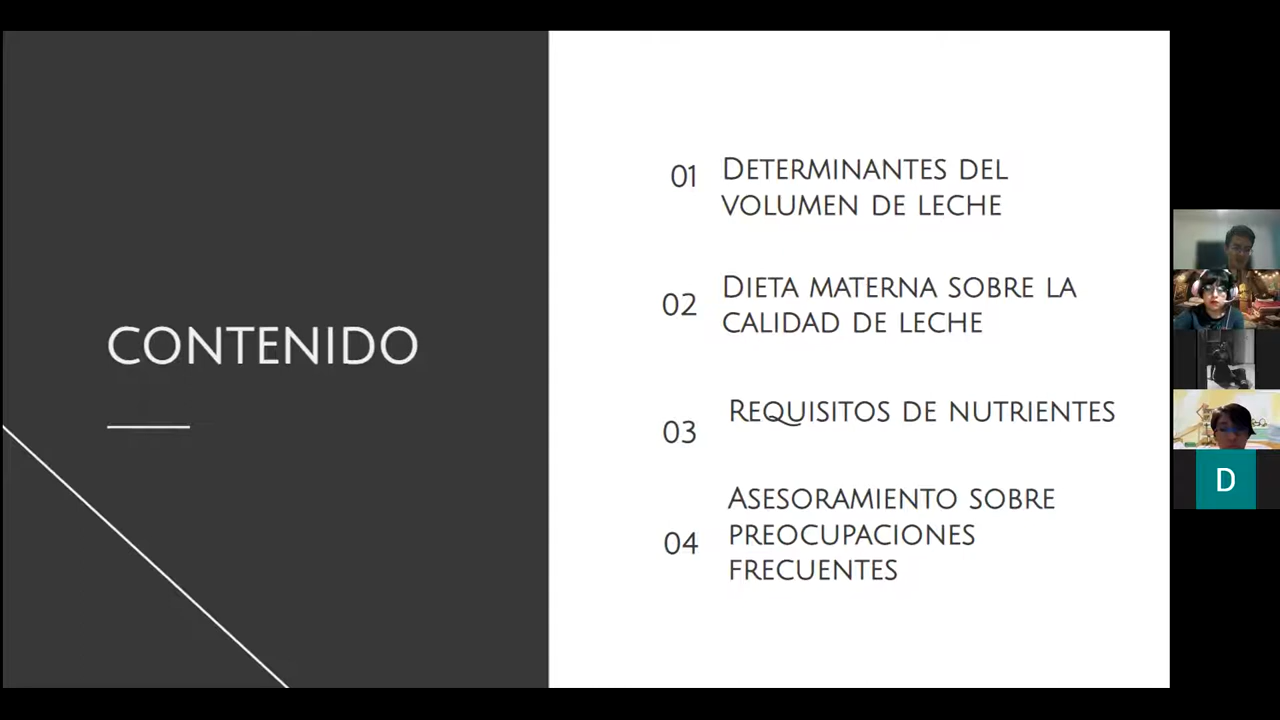 CONTENIDO
01 DETERMINANTES DEL
VOLUMEN DE LECHE
02 DIETA MATERNA SOBRE LA
CALIDAD DE LECHE
03 REQUISITOS DE NUTRIENTES
04 ASESORAMIENTO SOBRE
PREOCUPACIONES
FRECUENTES
D